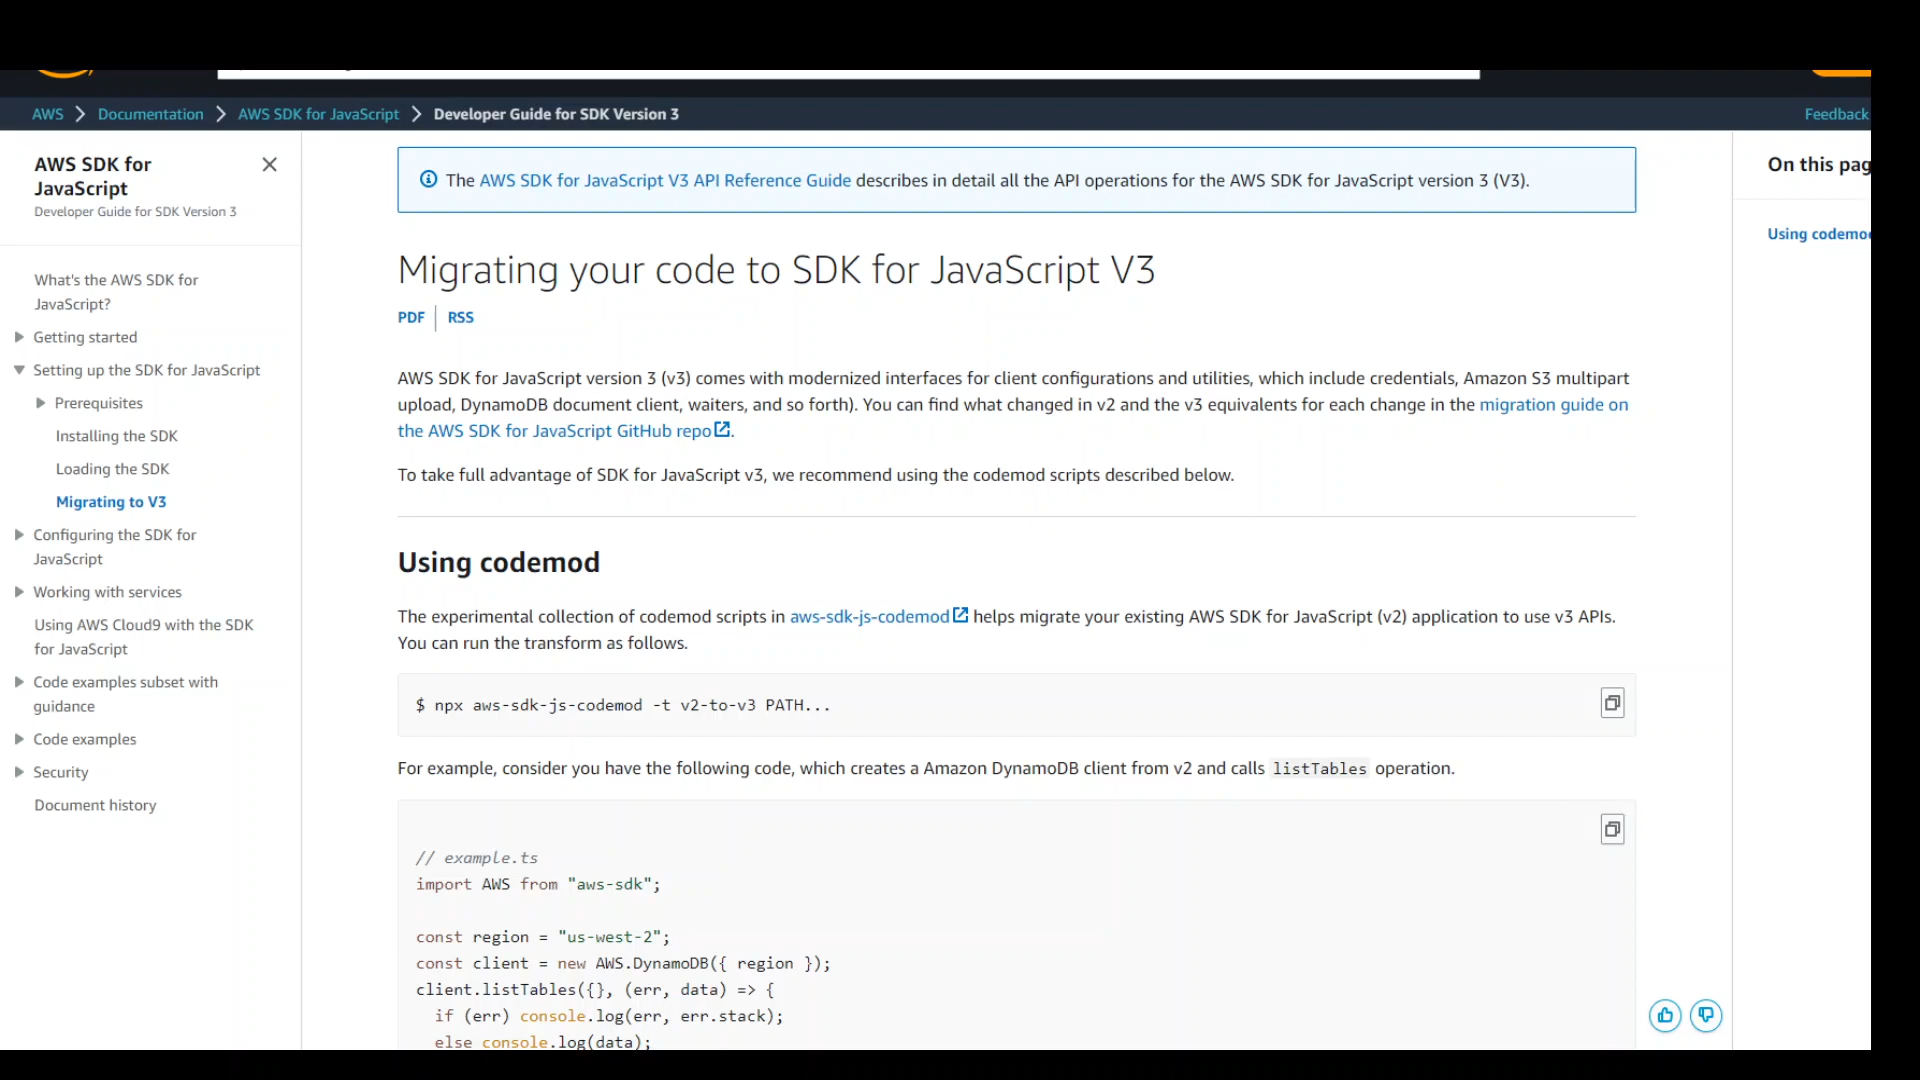 AWS > Documentation > AWS SDK for JavaScript > Developer Guide for SDK Version 3
Feedback
AWS SDK for
JavaScript
Developer Guide for SDK Version 3
What's the AWS SDK for
JavaScript?
Getting started
Setting up the SDK for JavaScript
Prerequisites
Installing the SDK
Loading the SDK
Migrating to V3
Configuring the SDK for
JavaScript
Working with services
Using AWS Cloud9 with the SDK
for JavaScript
Code examples subset with
guidance
Code examples
Security
Document history
The AWS SDK for JavaScript V3 API Reference Guide describes in detail all the API operations for the AWS SDK for JavaScript version 3 (V3).
Migrating your code to SDK for JavaScript V3
PDF | RSS
AWS SDK for JavaScript version 3 (v3) comes with modernized interfaces for client configurations and utilities, which include credentials, Amazon S3 multipart
upload, DynamoDB document client, waiters, and so forth). You can find what changed in v2 and the v3 equivalents for each change in the migration guide on
the AWS SDK for JavaScript GitHub repo.
To take full advantage of SDK for JavaScript v3, we recommend using the codemod scripts described below.
Using codemod
The experimental collection of codemod scripts in aws-sdk-js-codemod helps migrate your existing AWS SDK for JavaScript (v2) application to use v3 APIs.
You can run the transform as follows.
$ npx aws-sdk-js-codemod -t v2-to-v3 PATH...
For example, consider you have the following code, which creates a Amazon DynamoDB client from v2 and calls listTables operation.
// example.ts
import AWS from "aws-sdk";
const region = "us-west-2";
const client = new AWS.DynamoDB({ region });
client.listTables({}, (err, data) => {
if (err) console.log(err, err.stack);
else console.log(data);
On this pag
Using codemo